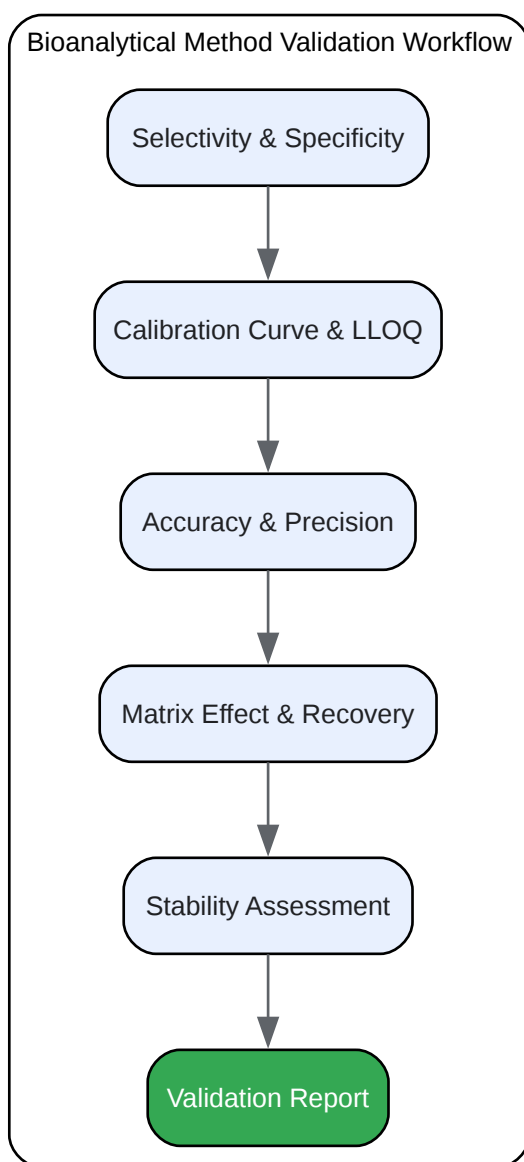 Bioanalytical Method Validation Workflow
Selectivity & Specificity
Calibration Curve & LLOQ
Accuracy & Precision
Matrix Effect & Recovery
Stability Assessment
Validation Report